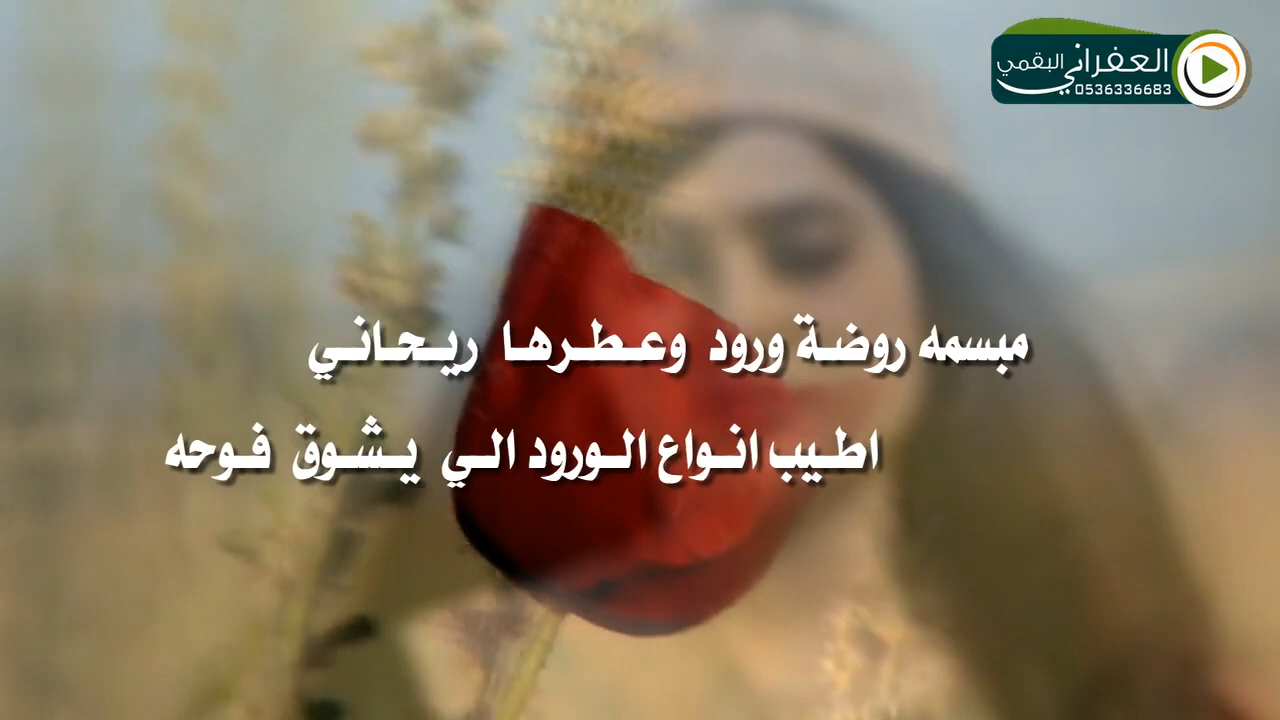 العفراني البقمي
0536336683
مبسمه روضة ورود وعطرها ريحاني
اطيب انواع الورود الي يشوق فوحه